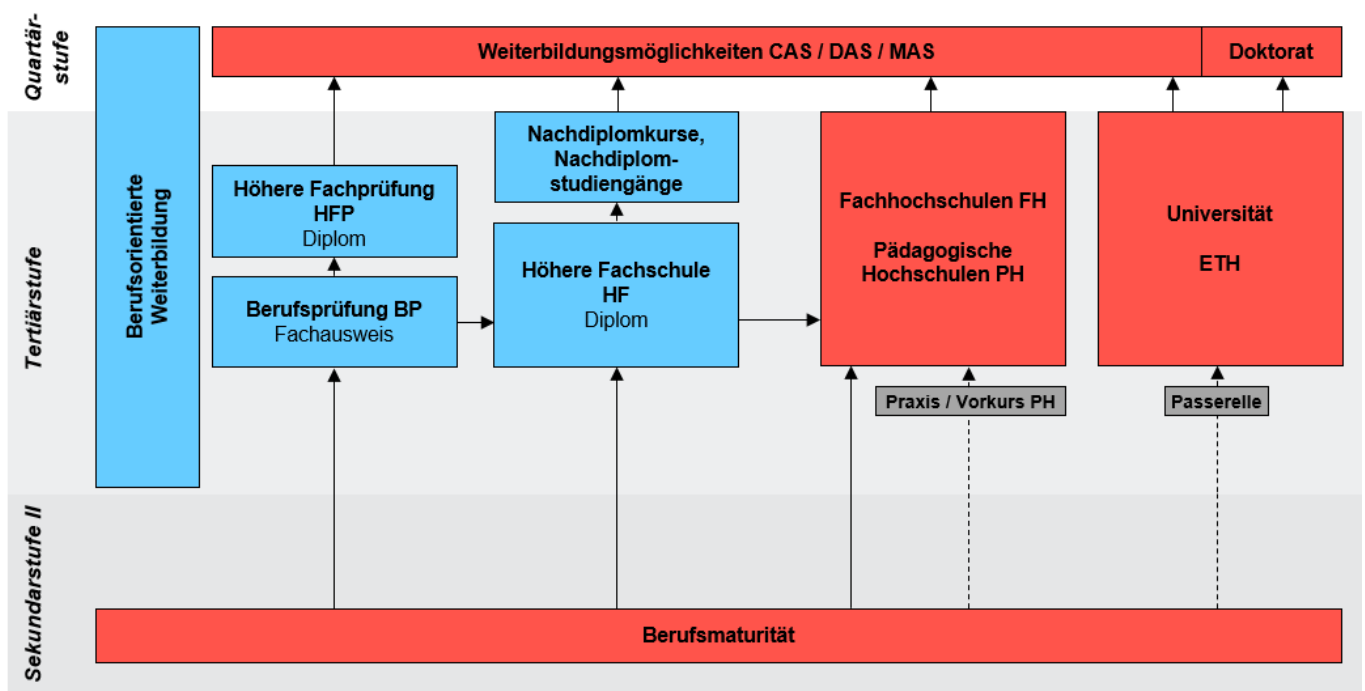 Quartär-
stufe
Weiterbildungsmöglichkeiten CAS / DAS / MAS
Doktorat
Berufsorientierte
Weiterbildung
Tertiärstufe
Höhere Fachprüfung
HFP
Diplom
Berufsprüfung BP
Fachausweis
Nachdiplomkurse,
Nachdiplom-
studiengänge
Höhere Fachschule
HF
Diplom
Fachhochschulen FH
Pädagogische
Hochschulen PH
Universität
ETH
Praxis / Vorkurs PH
Passerelle
Sekundarstufe II
Berufsmaturität